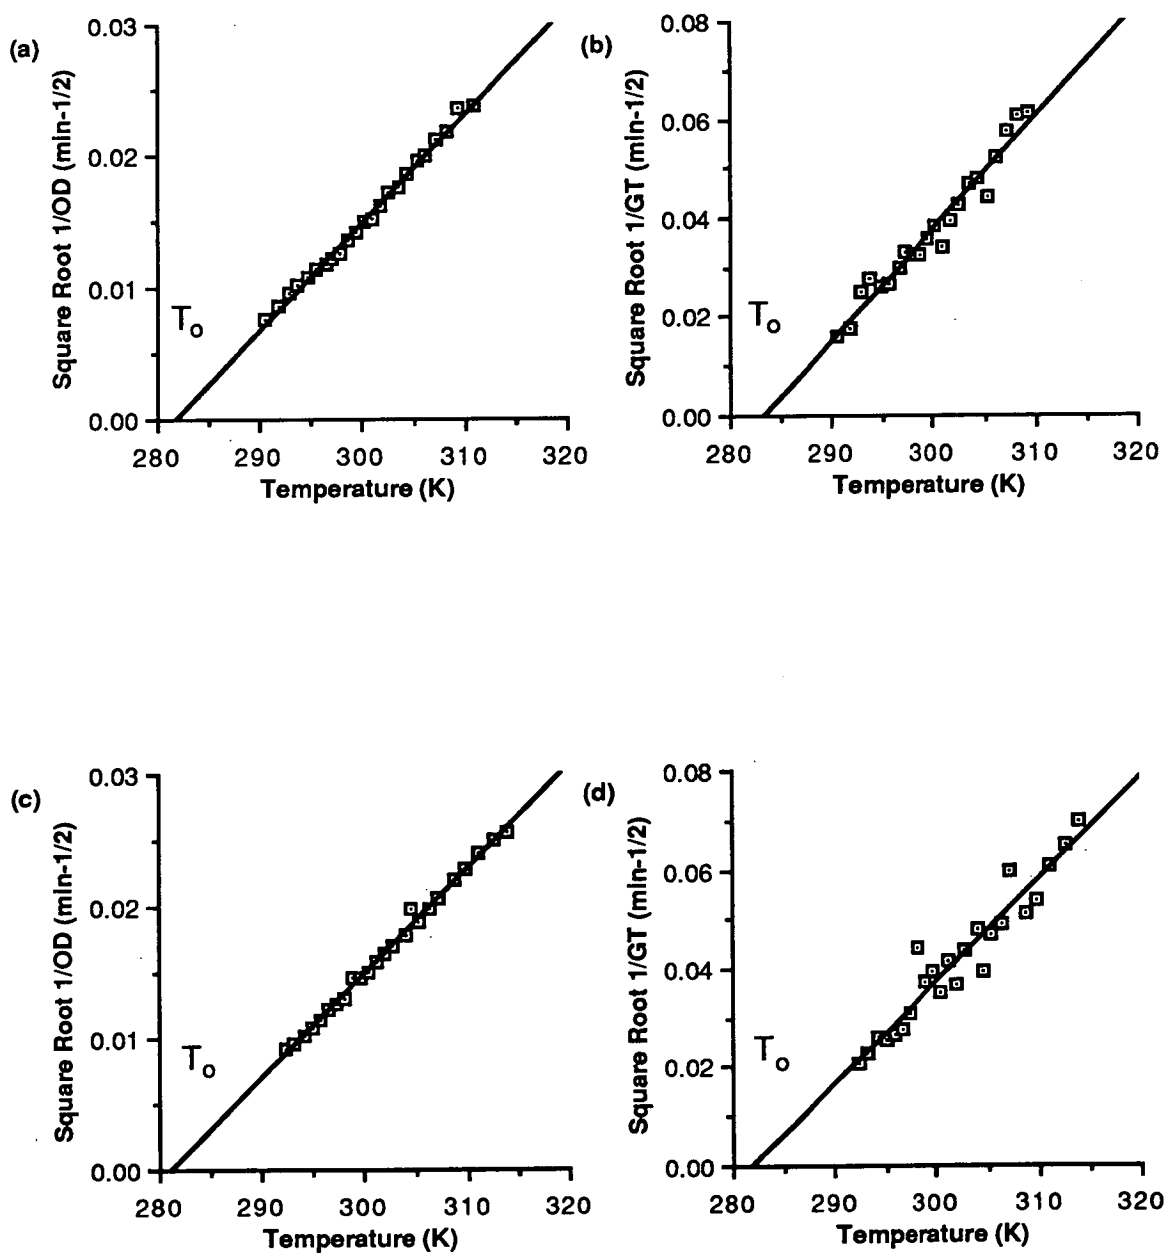 (a)
Square Root 1/OD (min-1/2)
0.03
0.02
0.01
0.00
To
280 290 300 310 320
Temperature (K)
(b)
Square Root 1/GT (min-1/2)
0.08
0.06
0.04
0.02
0.00
To
280 290 300 310 320
Temperature (K)
(c)
Square Root 1/OD (min-1/2)
0.03
0.02
0.01
0.00
To
280 290 300 310 320
Temperature (K)
(d)
Square Root 1/GT (min-1/2)
0.08
0.06
0.04
0.02
0.00
To
280 290 300 310 320
Temperature (K)